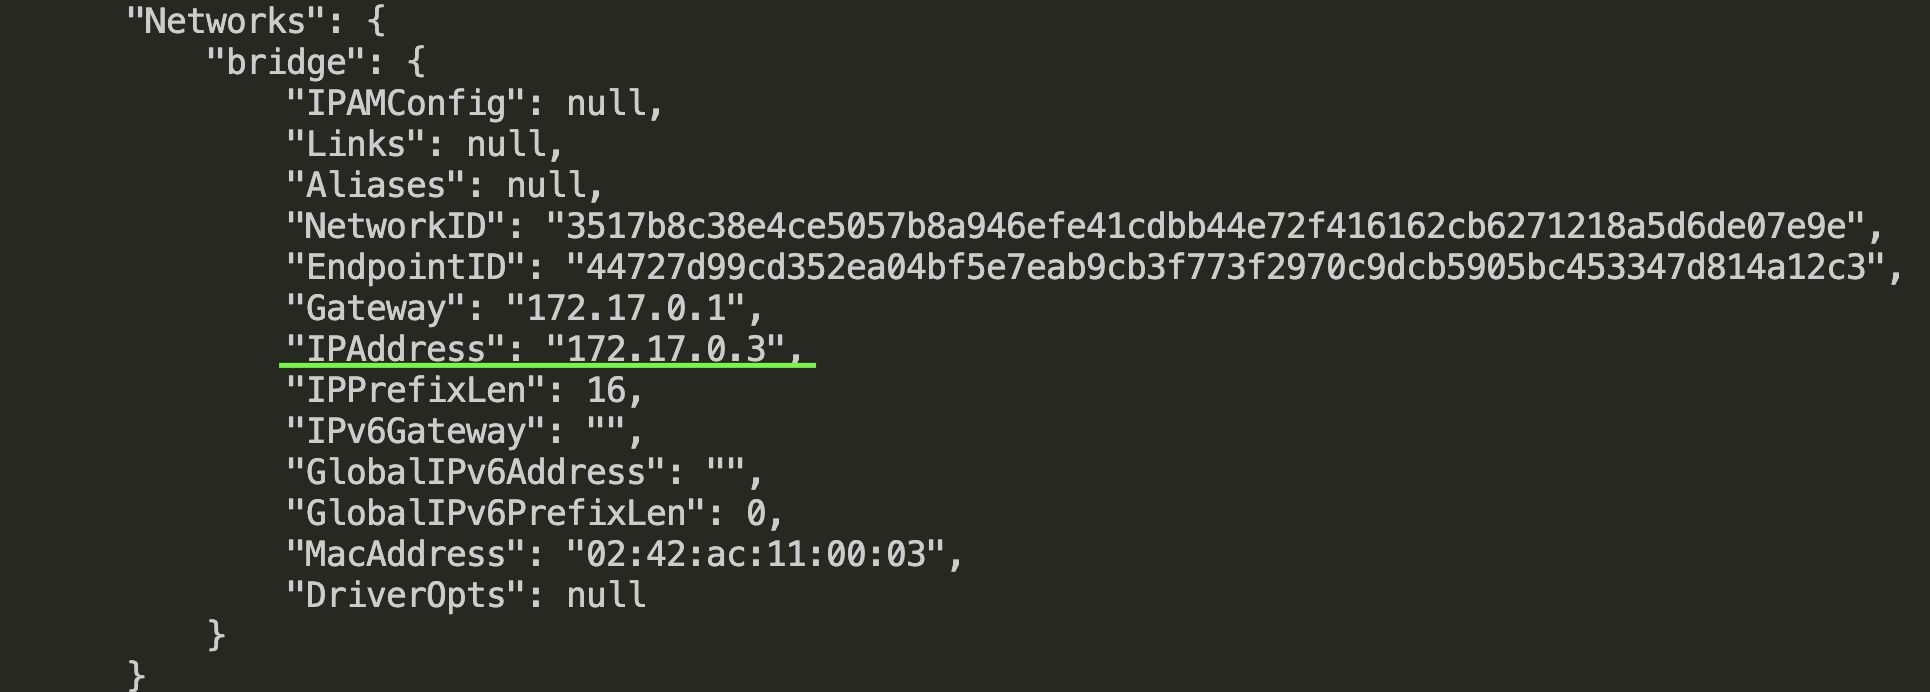 "Networks": {
"bridge": {
"IPAMConfig": null,
"Links": null,
"Aliases": null,
"NetworkID": "3517b8c38e4ce5057b8a946efe41cdbb44e72f416162cb6271218a5d6de07e9e",
"EndpointID": "44727d99cd352ea04bf5e7eab9cb3f773f2970c9dcb5905bc453347d814a12c3",
"Gateway": "172.17.0.1",
"IPAddress": "172.17.0.3",
"IPPrefixLen": 16,
"IPv6Gateway": "",
"GlobalIPv6Address": "",
"GlobalIPv6PrefixLen": 0,
"MacAddress": "02:42:ac:11:00:03",
"DriverOpts": null
}
}